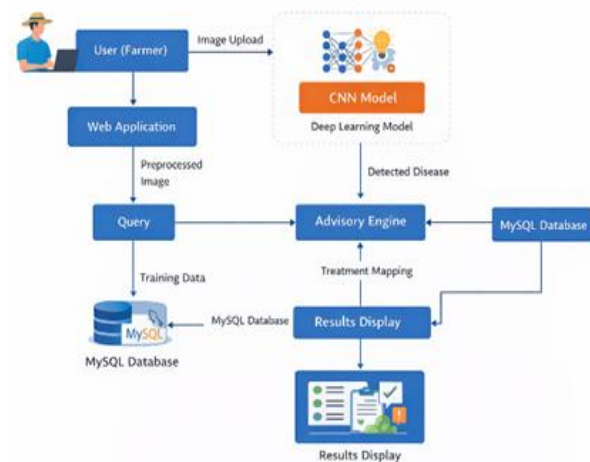 User (Farmer)
Image Upload
CNN Model
Deep Learning Model
Web Application
Preprocessed
Image
Detected Disease
Query
Advisory Engine
MySQL Database
Training Data
Treatment Mapping
MySQL
MySQL Database
MySQL Database
Results Display
Results Display